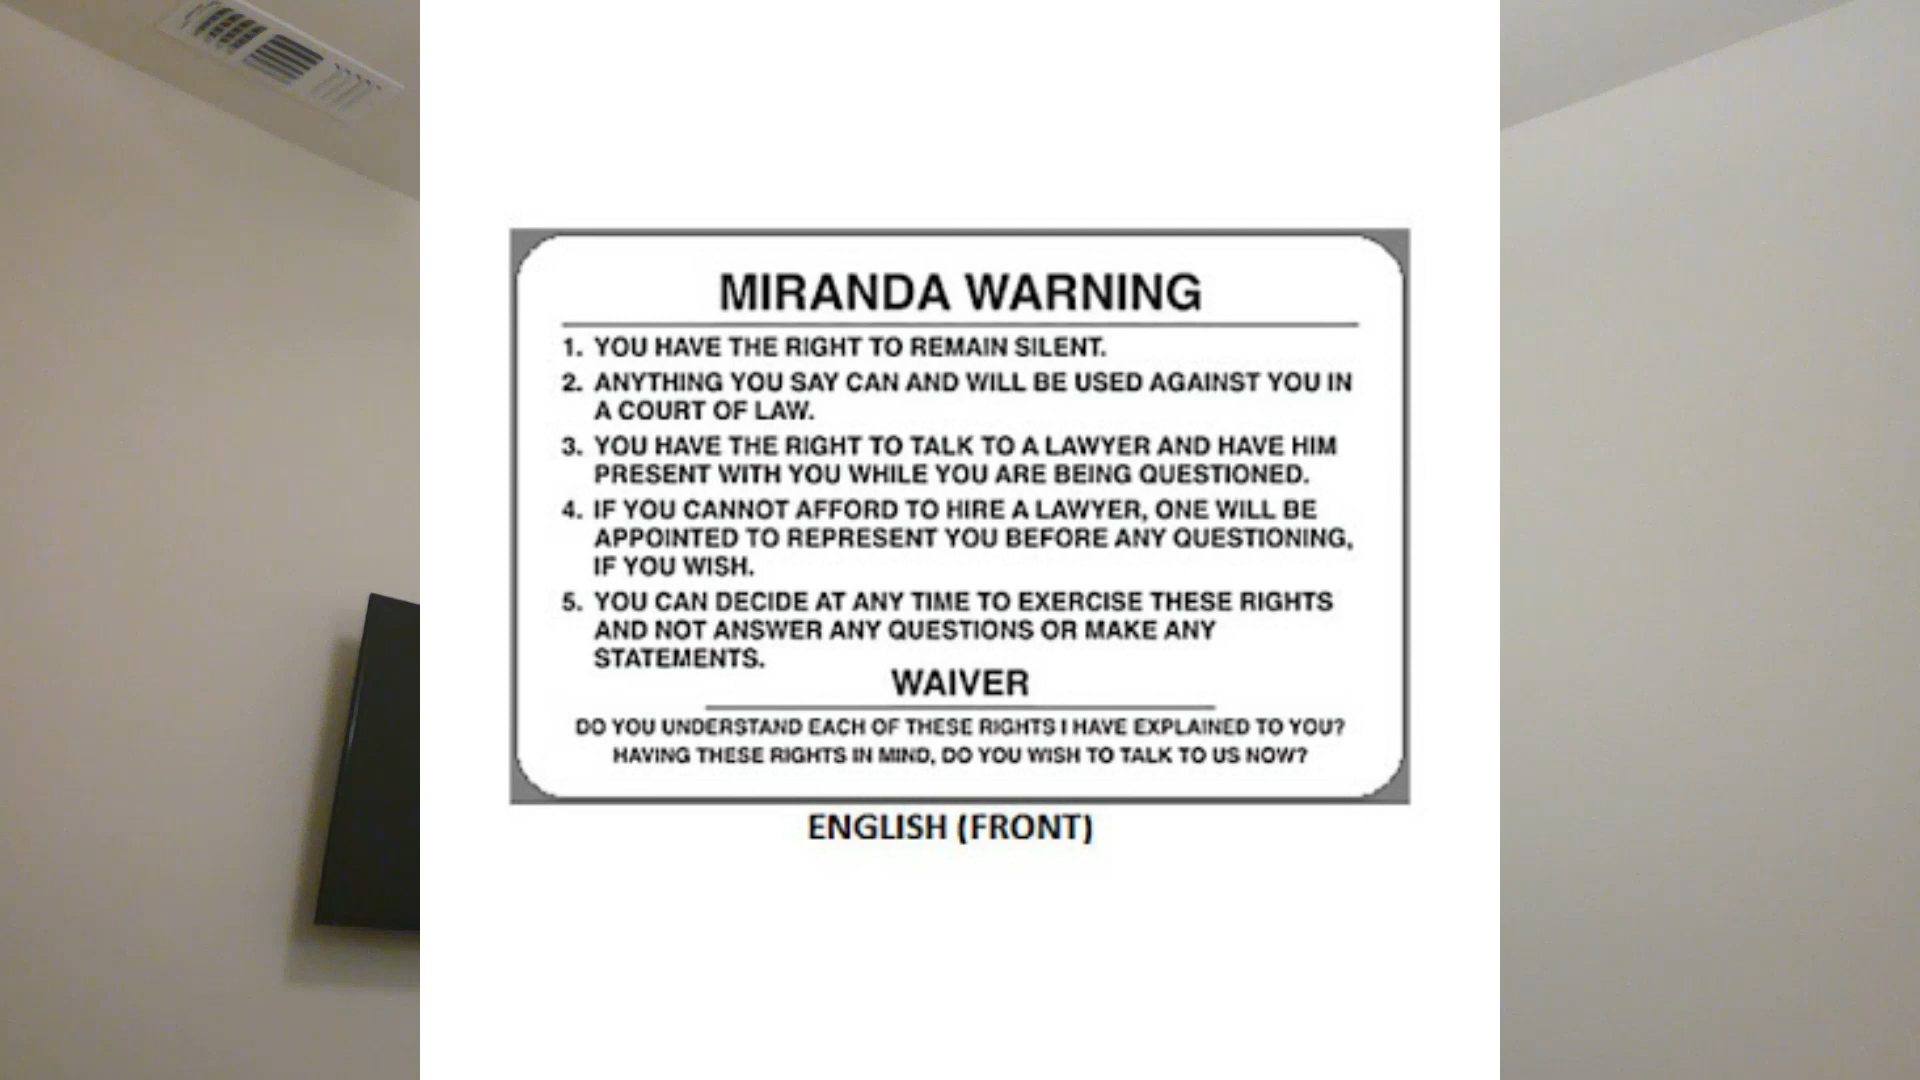 MIRANDA WARNING
1. YOU HAVE THE RIGHT TO REMAIN SILENT.
2. ANYTHING YOU SAY CAN AND WILL BE USED AGAINST YOU IN
A COURT OF LAW.
3. YOU HAVE THE RIGHT TO TALK TO A LAWYER AND HAVE HIM
PRESENT WITH YOU WHILE YOU ARE BEING QUESTIONED.
4. IF YOU CANNOT AFFORD TO HIRE A LAWYER, ONE WILL BE
APPOINTED TO REPRESENT YOU BEFORE ANY QUESTIONING,
IF YOU WISH.
5. YOU CAN DECIDE AT ANY TIME TO EXERCISE THESE RIGHTS
AND NOT ANSWER ANY QUESTIONS OR MAKE ANY
STATEMENTS.
WAIVER
DO YOU UNDERSTAND EACH OF THESE RIGHTS I HAVE EXPLAINED TO YOU?
HAVING THESE RIGHTS IN MIND, DO YOU WISH TO TALK TO US NOW?
ENGLISH (FRONT)